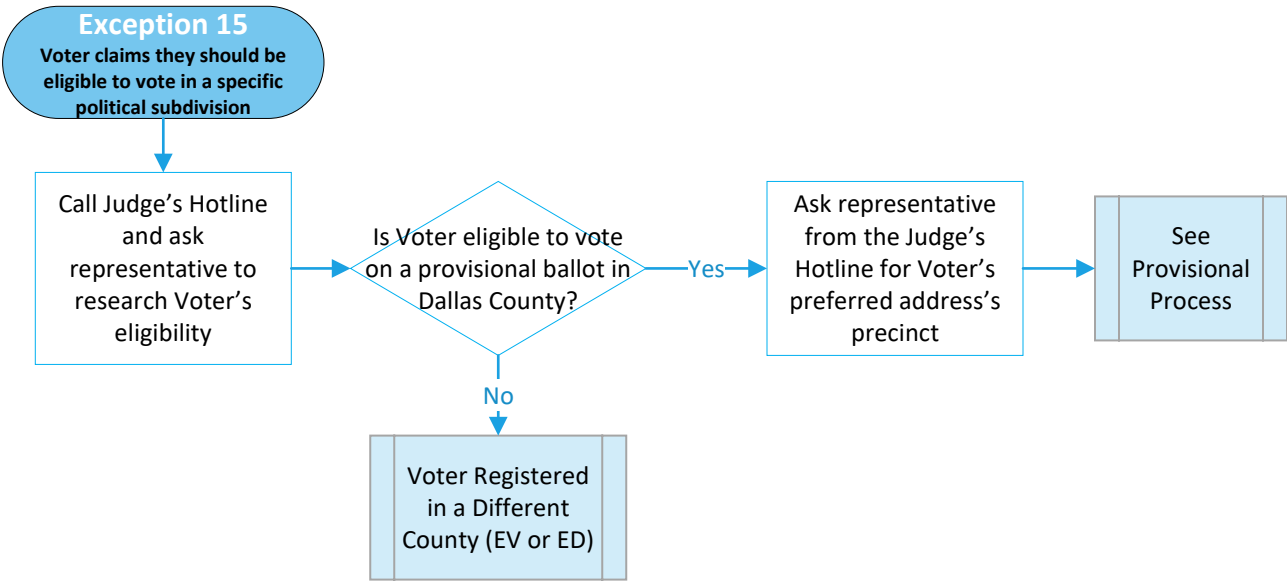 Exception 15
Voter claims they should be
eligible to vote in a specific
political subdivision
Call Judge’s Hotline
and ask
representative to
research Voter’s
eligibility
Is Voter eligible to vote
on a provisional ballot in
Dallas County?
Yes
Ask representative
from the Judge’s
Hotline for Voter’s
preferred address’s
precinct
See
Provisional
Process
No
Voter Registered
in a Different
County (EV or ED)